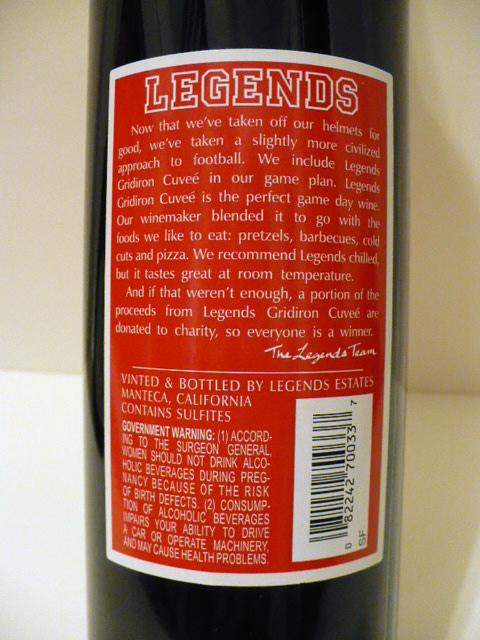 LEGENDS
Now that we've taken off our helmets for
good, we've taken a slightly more civilized
approach to football. We include Legends
Gridiron Cuveé in our game plan. Legends
Gridiron Cuveé is the perfect game day wine.
Our winemaker blended it to go with the
foods we like to eat: pretzels, barbecues, cold
cuts and pizza. We recommend Legends chilled,
but it tastes great at room temperature.
And if that weren't enough, a portion of the
proceeds from Legends Gridiron Cuveé are
donated to charity, so everyone is a winner.
The Legends Team
VINTED & BOTTLED BY LEGENDS ESTATES
MANTECA, CALIFORNIA
CONTAINS SULFITES
GOVERNMENT WARNING: (1) ACCORD-
ING TO THE SURGEON GENERAL,
WOMEN SHOULD NOT DRINK ALCO-
HOLIC BEVERAGES DURING PREG-
NANCY BECAUSE OF THE RISK
OF BIRTH DEFECTS. (2) CONSUMP-
TION OF ALCOHOLIC BEVERAGES
IMPAIRS YOUR ABILITY TO DRIVE
A CAR OR OPERATE MACHINERY,
AND MAY CAUSE HEALTH PROBLEMS.
0 82242 70033 7
SF